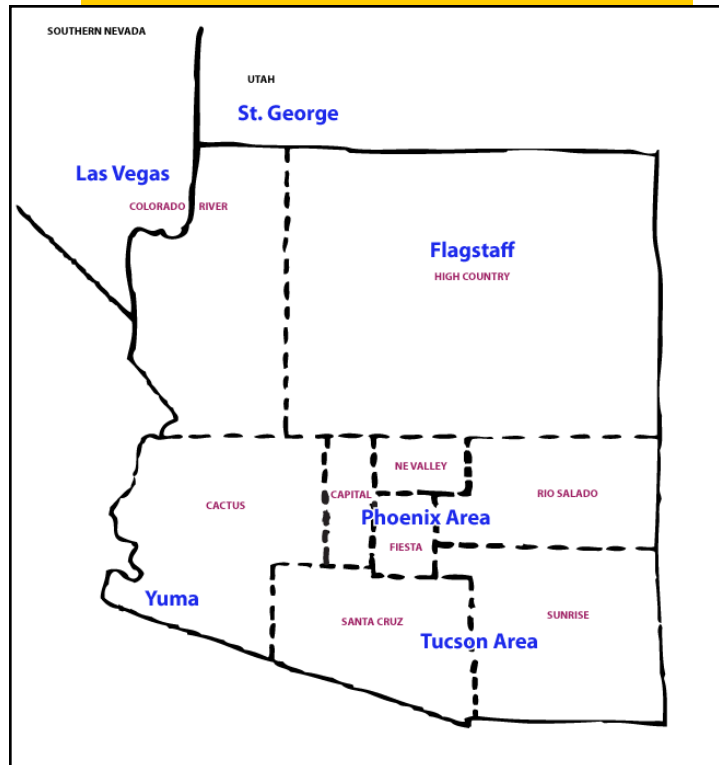 SOUTHERN NEVADA
UTAH
St. George
Las Vegas
COLORADO RIVER
Flagstaff
HIGH COUNTRY
NE VALLEY
CAPITAL
RIO SALADO
CACTUS
Phoenix Area
FIESTA
Yuma
SANTA CRUZ
SUNRISE
Tucson Area